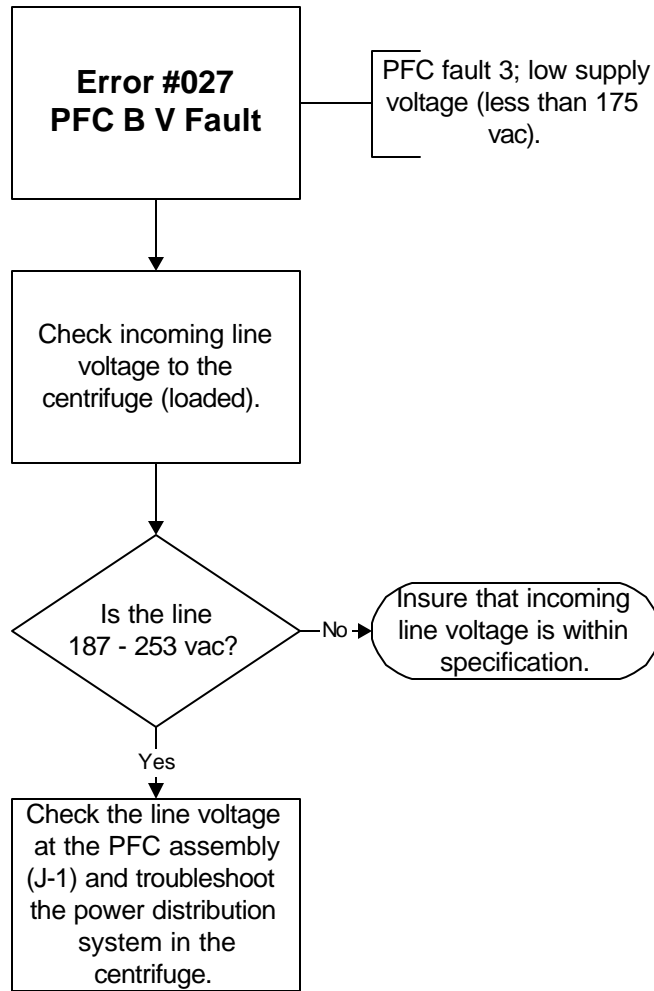 Error #027
PFC B V Fault
PFC fault 3; low supply
voltage (less than 175
vac).
Check incoming line
voltage to the
centrifuge (loaded).
Is the line
187 - 253 vac?
No
Insure that incoming
line voltage is within
specification.
Yes
Check the line voltage
at the PFC assembly
(J-1) and troubleshoot
the power distribution
system in the
centrifuge.